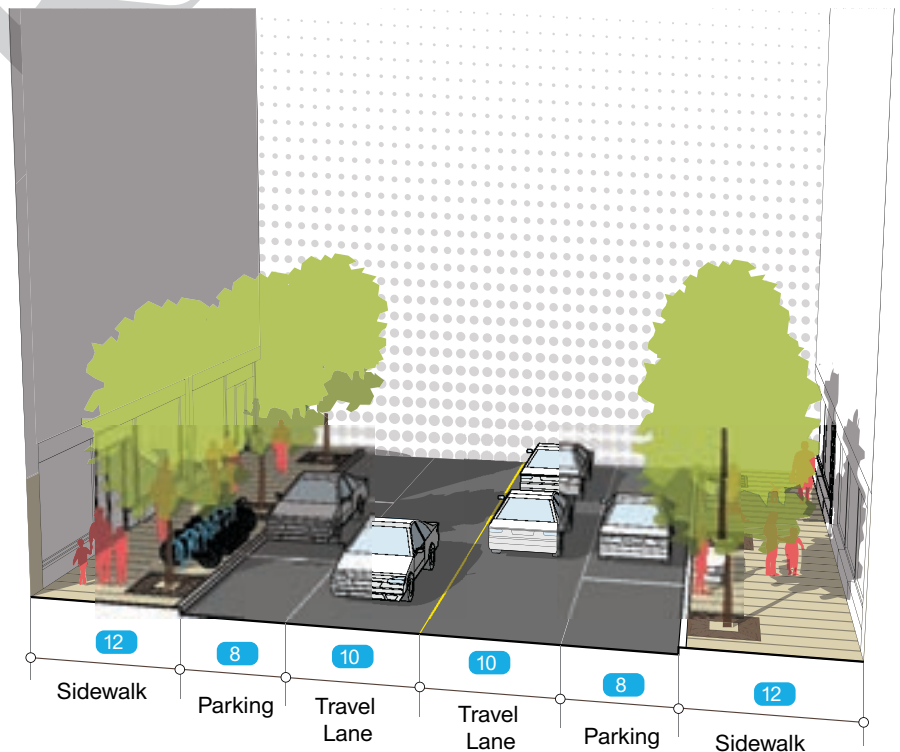 12
8
10
10
8
12
Sidewalk
Parking
Travel
Lane
Travel
Lane
Parking
Sidewalk